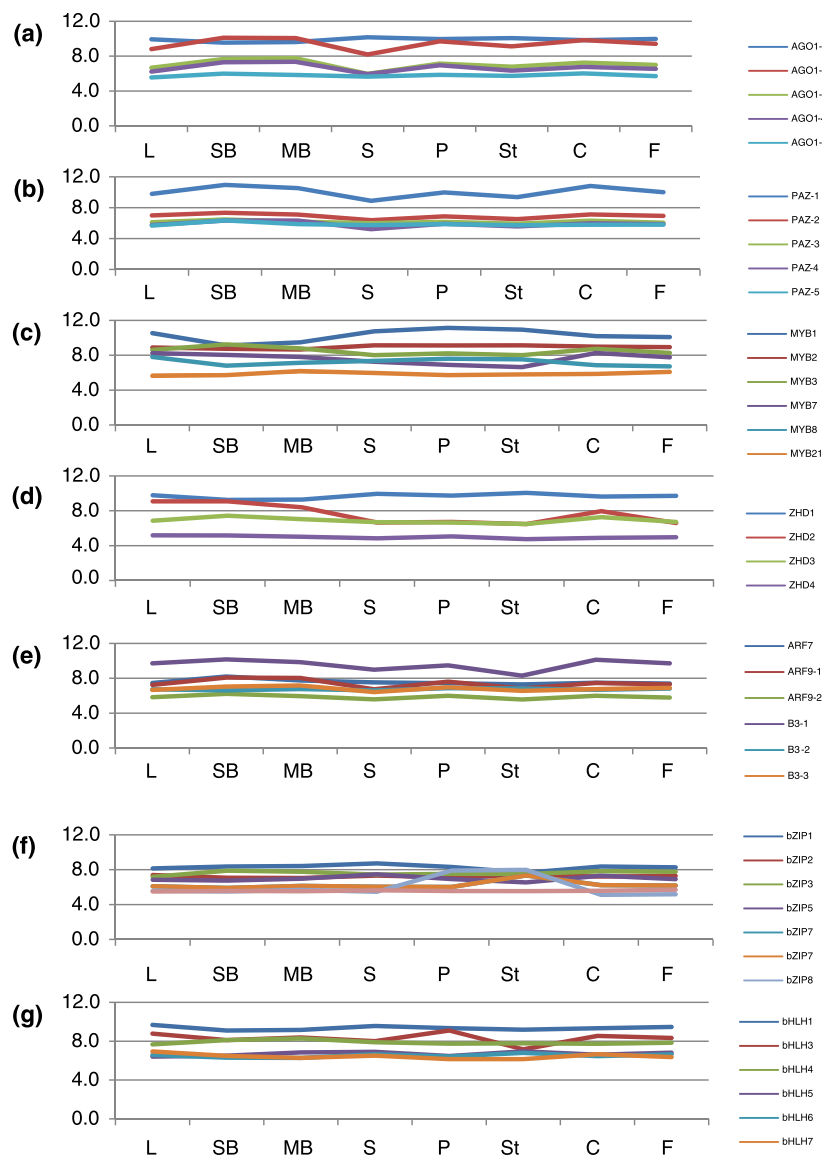 (a)
12.0
8.0
4.0
0.0
L SB MB S P St C F
AGO1-
AGO1-
AGO1-
AGO1-
AGO1-
(b)
12.0
8.0
4.0
0.0
L SB MB S P St C F
PAZ-1
PAZ-2
PAZ-3
PAZ-4
PAZ-5
(c)
12.0
8.0
4.0
0.0
L SB MB S P St C F
MYB1
MYB2
MYB3
MYB7
MYB8
MYB21
(d)
12.0
8.0
4.0
0.0
L SB MB S P St C F
ZHD1
ZHD2
ZHD3
ZHD4
(e)
12.0
8.0
4.0
0.0
L SB MB S P St C F
ARF7
ARF9-1
ARF9-2
B3-1
B3-2
B3-3
(f)
12.0
8.0
4.0
0.0
L SB MB S P St C F
bZIP1
bZIP2
bZIP3
bZIP5
bZIP7
bZIP7
bZIP8
(g)
12.0
8.0
4.0
0.0
L SB MB S P St C F
bHLH1
bHLH3
bHLH4
bHLH5
bHLH6
bHLH7